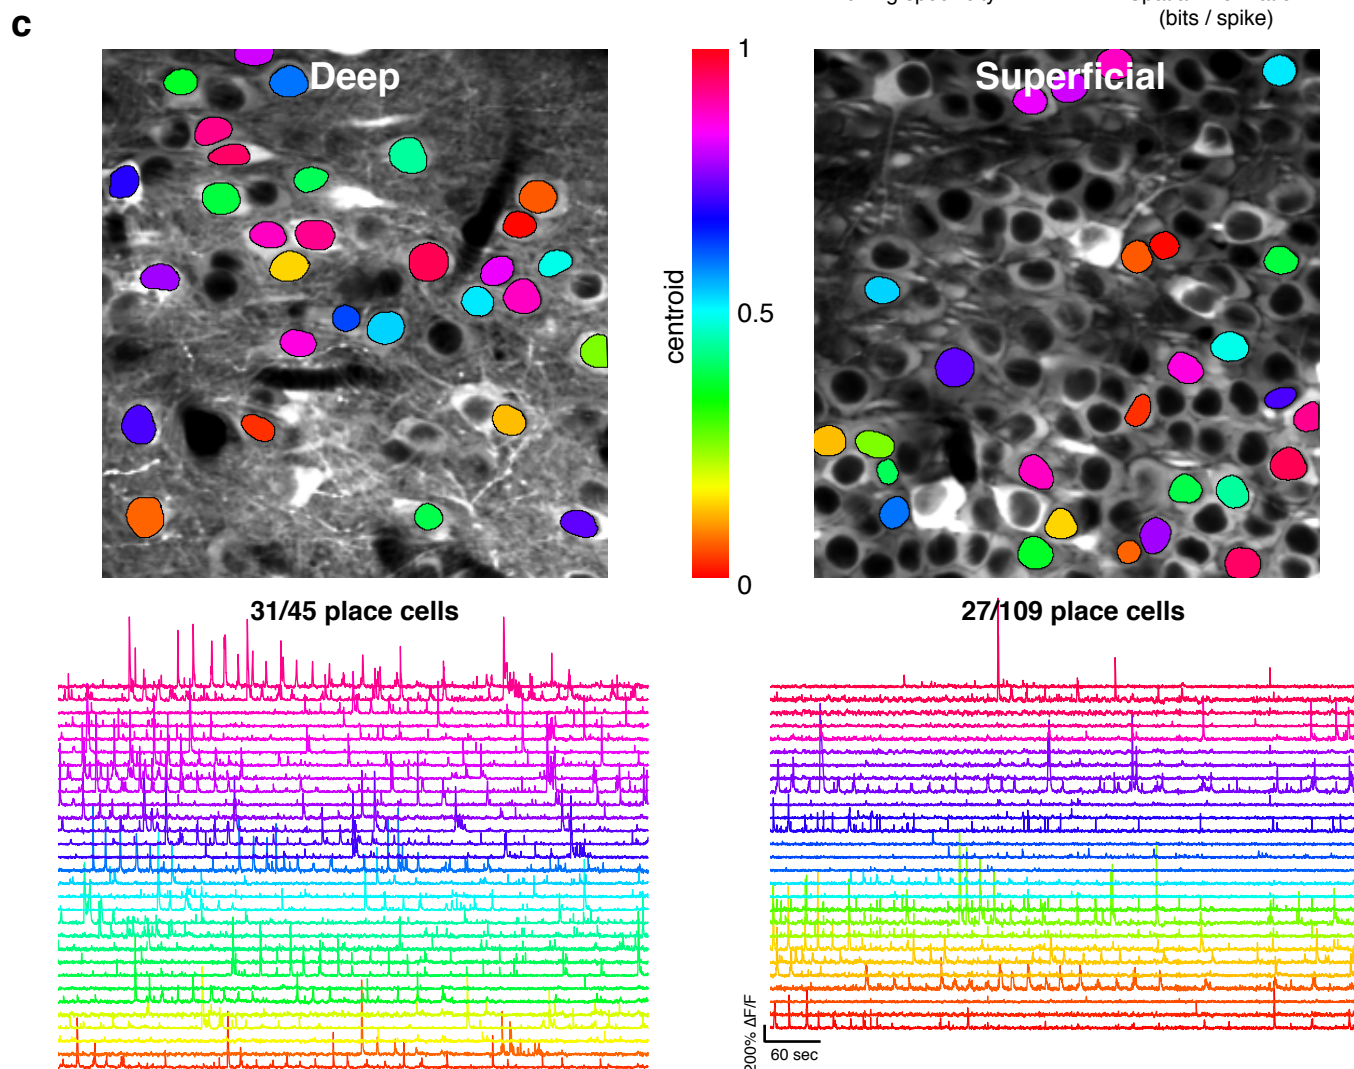 c
(bits / spike)
Deep
Superficial
1
centroid
0.5
0
31/45 place cells
27/109 place cells
200% ΔF/F
60 sec